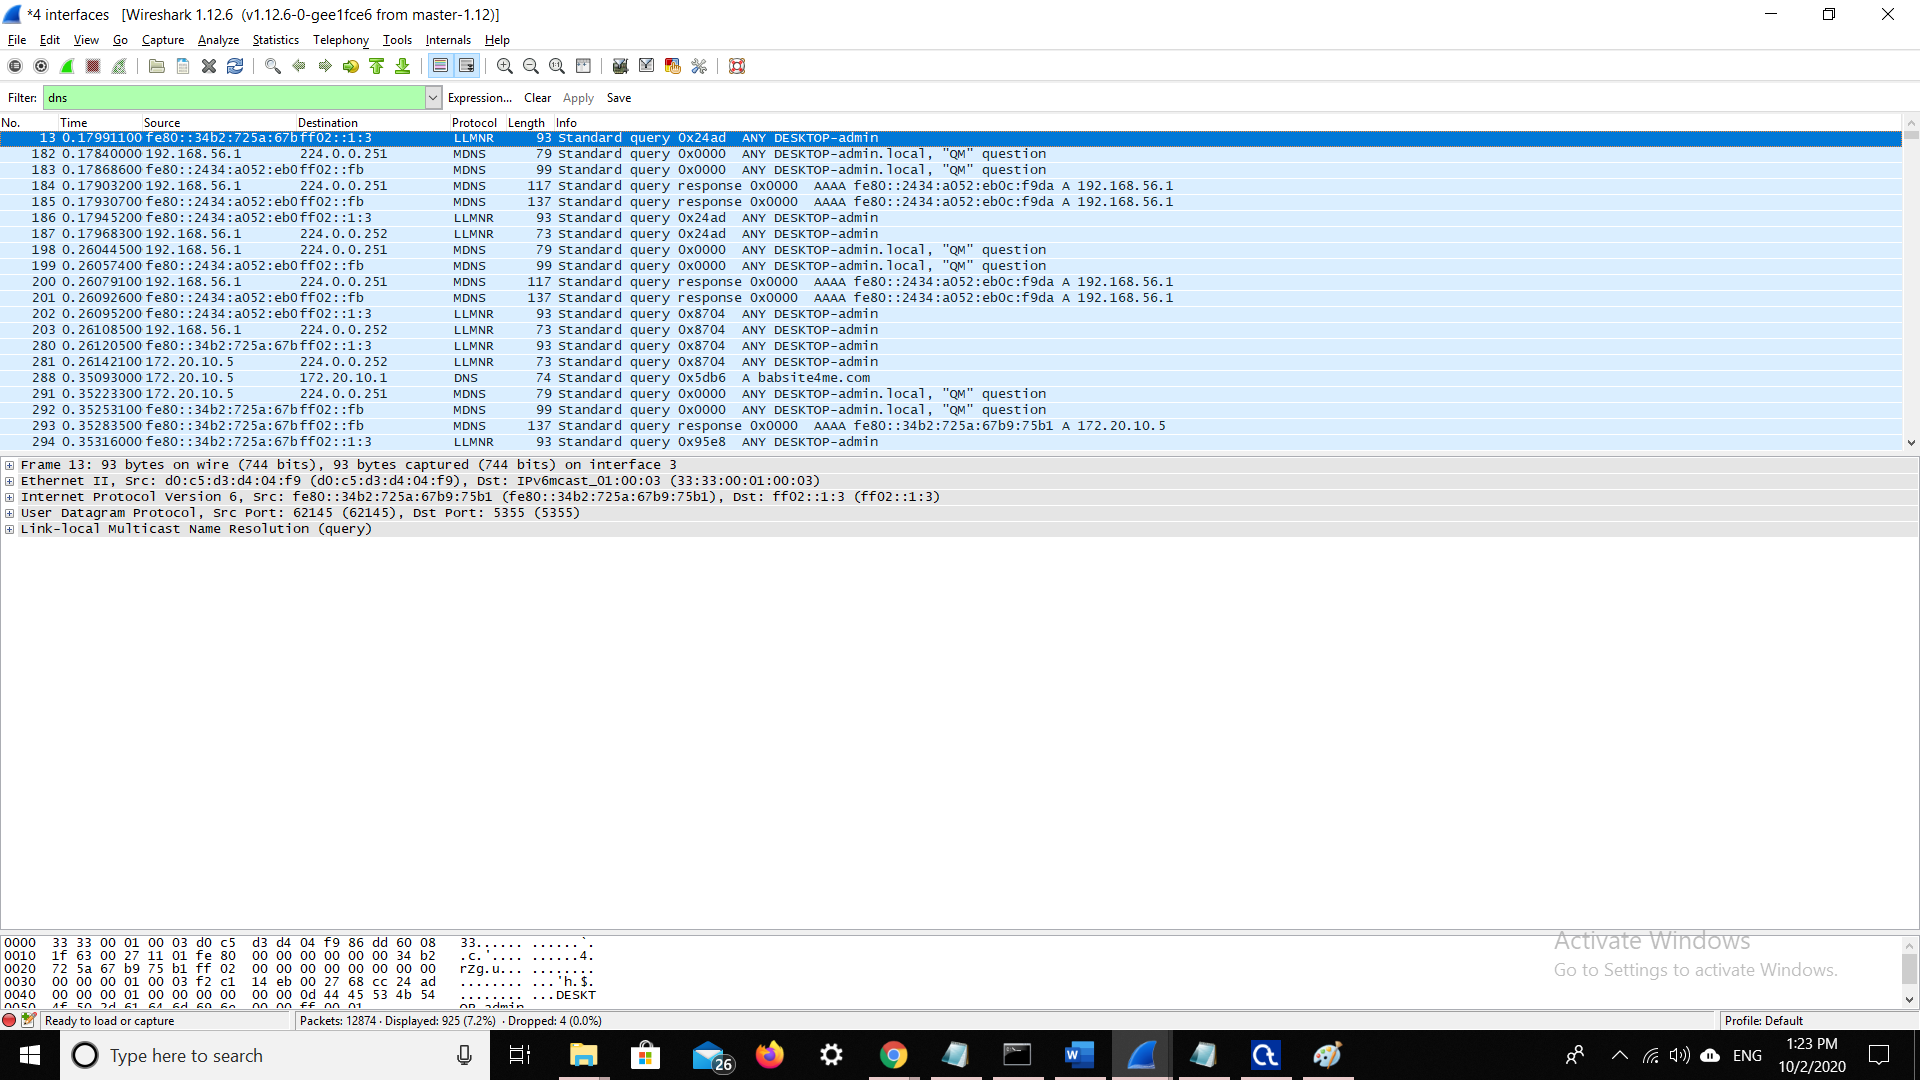 *4 interfaces [Wireshark 1.12.6 (v1.12.6-0-gee1fce6 from master-1.12)]
File Edit View Go Capture Analyze Statistics Telephony Tools Internals Help
Filter: dns Expression... Clear Apply Save
No. Time Source Destination Protocol Length Info
13 0.17991100 fe80::34b2:725a:67b ff02::1:3 LLMNR 93 Standard query 0x24ad ANY DESKTOP-admin
182 0.17840000 192.168.56.1 224.0.0.251 MDNS 79 Standard query 0x0000 ANY DESKTOP-admin.local, "QM" question
183 0.17868600 fe80::2434:a052:eb0 ff02::fb MDNS 99 Standard query 0x0000 ANY DESKTOP-admin.local, "QM" question
184 0.17903200 192.168.56.1 224.0.0.251 MDNS 117 Standard query response 0x0000 AAAA fe80::2434:a052:eb0c:f9da A 192.168.56.1
185 0.17930700 fe80::2434:a052:eb0 ff02::fb MDNS 137 Standard query response 0x0000 AAAA fe80::2434:a052:eb0c:f9da A 192.168.56.1
186 0.17945200 fe80::2434:a052:eb0 ff02::1:3 LLMNR 93 Standard query 0x24ad ANY DESKTOP-admin
187 0.17968300 192.168.56.1 224.0.0.252 LLMNR 73 Standard query 0x24ad ANY DESKTOP-admin
198 0.26044500 192.168.56.1 224.0.0.251 MDNS 79 Standard query 0x0000 ANY DESKTOP-admin.local, "QM" question
199 0.26057400 fe80::2434:a052:eb0 ff02::fb MDNS 99 Standard query 0x0000 ANY DESKTOP-admin.local, "QM" question
200 0.26079100 192.168.56.1 224.0.0.251 MDNS 117 Standard query response 0x0000 AAAA fe80::2434:a052:eb0c:f9da A 192.168.56.1
201 0.26092600 fe80::2434:a052:eb0 ff02::fb MDNS 137 Standard query response 0x0000 AAAA fe80::2434:a052:eb0c:f9da A 192.168.56.1
202 0.26095200 fe80::2434:a052:eb0 ff02::1:3 LLMNR 93 Standard query 0x8704 ANY DESKTOP-admin
203 0.26108500 192.168.56.1 224.0.0.252 LLMNR 73 Standard query 0x8704 ANY DESKTOP-admin
280 0.26120500 fe80::34b2:725a:67b ff02::1:3 LLMNR 93 Standard query 0x8704 ANY DESKTOP-admin
281 0.26142100 172.20.10.5 224.0.0.252 LLMNR 73 Standard query 0x8704 ANY DESKTOP-admin
288 0.35093000 172.20.10.5 172.20.10.1 DNS 74 Standard query 0x5db6 A babsite4me.com
291 0.35223300 172.20.10.5 224.0.0.251 MDNS 79 Standard query 0x0000 ANY DESKTOP-admin.local, "QM" question
292 0.35253100 fe80::34b2:725a:67b ff02::fb MDNS 99 Standard query 0x0000 ANY DESKTOP-admin.local, "QM" question
293 0.35283500 fe80::34b2:725a:67b ff02::fb MDNS 137 Standard query response 0x0000 AAAA fe80::34b2:725a:67b9:75b1 A 172.20.10.5
294 0.35316000 fe80::34b2:725a:67b ff02::1:3 LLMNR 93 Standard query 0x95e8 ANY DESKTOP-admin
Frame 13: 93 bytes on wire (744 bits), 93 bytes captured (744 bits) on interface 3
Ethernet II, Src: d0:c5:d3:d4:04:f9 (d0:c5:d3:d4:04:f9), Dst: IPv6mcast_01:00:03 (33:33:00:01:00:03)
Internet Protocol Version 6, Src: fe80::34b2:725a:67b9:75b1 (fe80::34b2:725a:67b9:75b1), Dst: ff02::1:3 (ff02::1:3)
User Datagram Protocol, Src Port: 62145 (62145), Dst Port: 5355 (5355)
Link-local Multicast Name Resolution (query)
0000 33 33 00 01 00 03 d0 c5 d3 d4 04 f9 86 dd 60 08 33...... ......`.
0010 1f 63 00 27 11 01 fe 80 00 00 00 00 00 00 34 b2 .c.'.... ......4.
0020 72 5a 67 b9 75 b1 ff 02 00 00 00 00 00 00 00 00 rZg.u... ........
0030 00 00 00 01 00 03 f2 c1 14 eb 00 27 68 cc 24 ad ........ ...'h.$.
0040 00 00 00 01 00 00 00 00 00 00 0d 44 45 53 4b 54 ........ ...DESKT
0050 4f 50 2d 61 64 6d 69 6e 00 00 ff 00 01 OP-admin .....
Activate Windows
Go to Settings to activate Windows.
Ready to load or capture Packets: 12874 · Displayed: 925 (7.2%) · Dropped: 4 (0.0%) Profile: Default
Type here to search 26 ENG 1:23 PM
10/2/2020